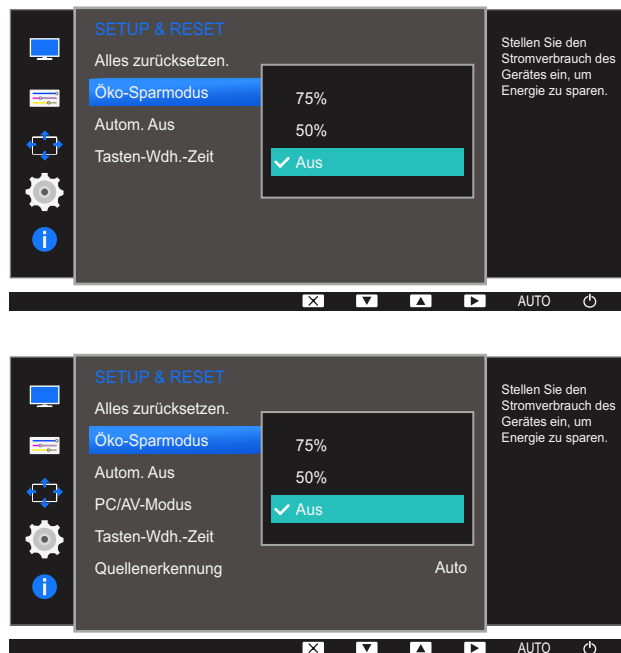 SETUP & RESET
Alles zurücksetzen.
Öko-Sparmodus
Autom. Aus
Tasten-Wdh.-Zeit
75%
50%
Aus
Stellen Sie den
Stromverbrauch des
Gerätes ein, um
Energie zu sparen.
AUTO
SETUP & RESET
Alles zurücksetzen.
Öko-Sparmodus
Autom. Aus
PC/AV-Modus
Tasten-Wdh.-Zeit
Quellenerkennung Auto
75%
50%
Aus
Stellen Sie den
Stromverbrauch des
Gerätes ein, um
Energie zu sparen.
AUTO